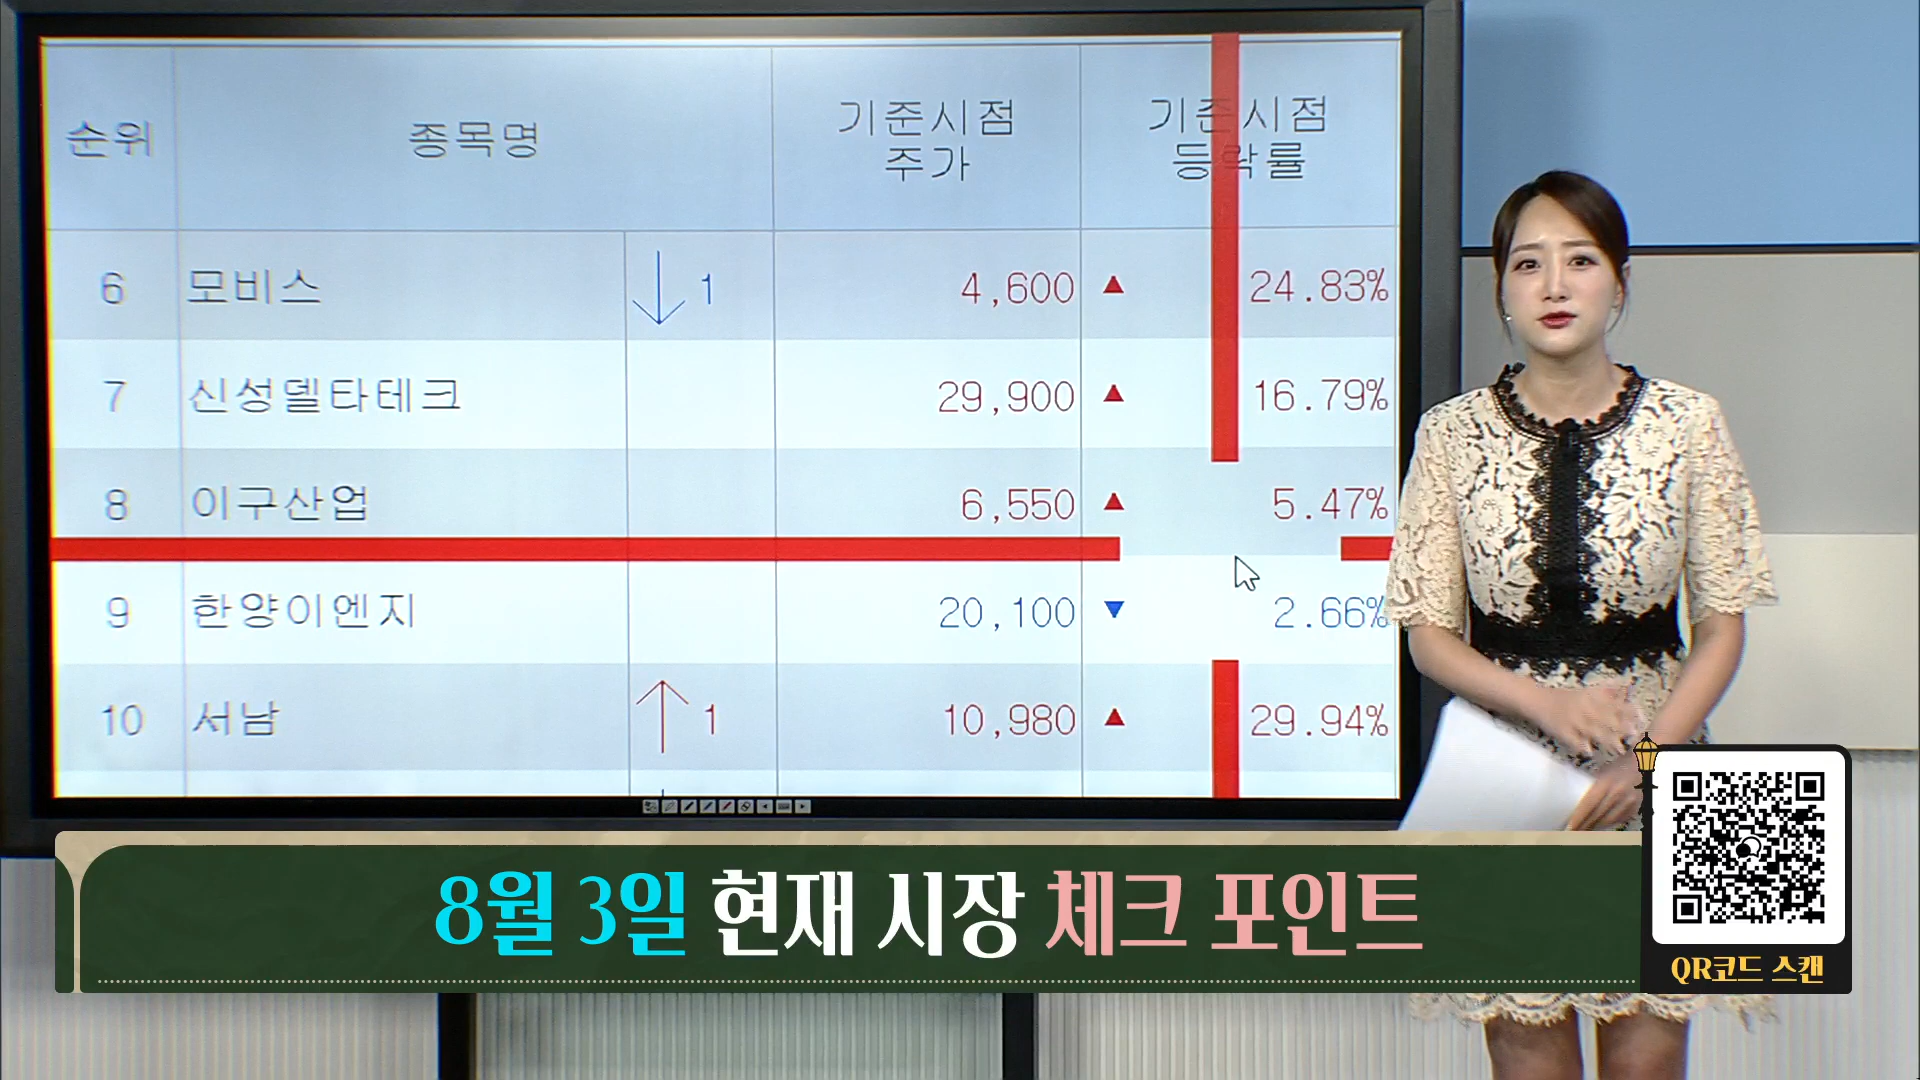 순위 종목명 기준시점 주가 기준시점 등락률
6 모비스 ↓ 1 4,600 ▲ 24.83%
7 신성델타테크 29,900 ▲ 16.79%
8 이구산업 6,550 ▲ 5.47%
9 한양이엔지 20,100 ▼ 2.66%
10 서남 ↑ 1 10,980 ▲ 29.94%
8월 3일 현재 시장 체크 포인트
QR코드 스캔